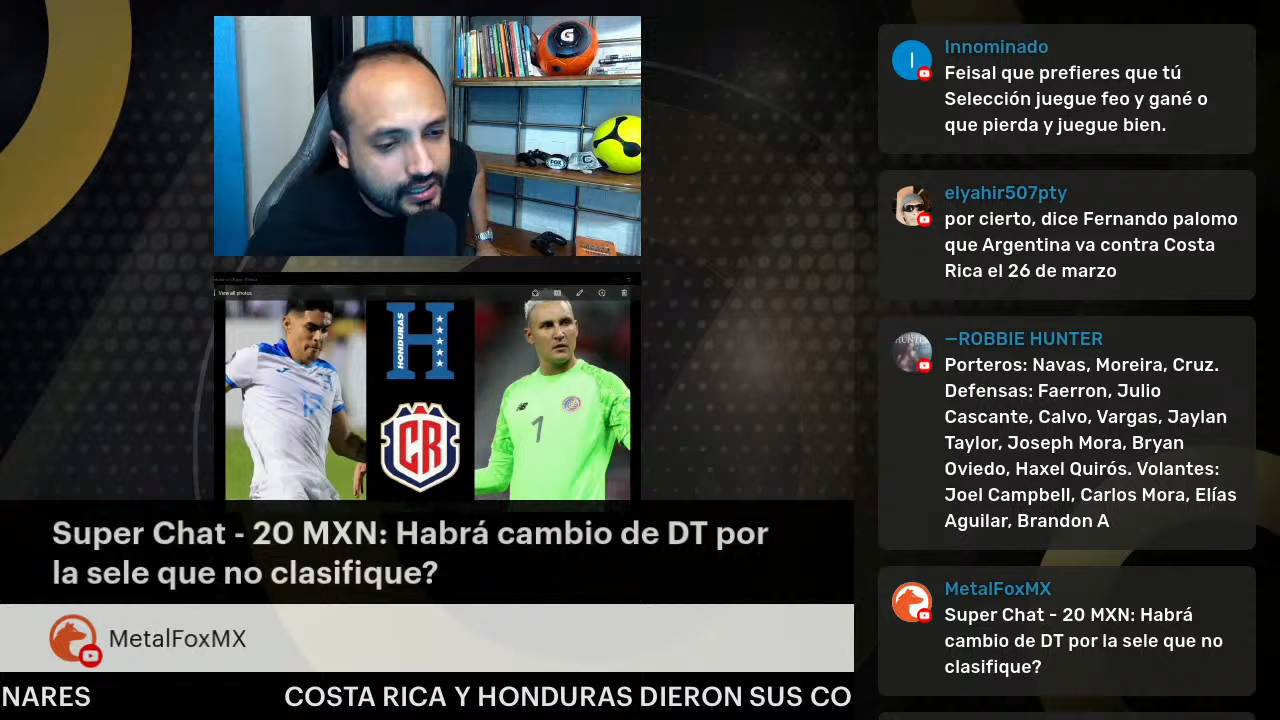 G
FOX
View all photos
HONDURAS
H
CR
1
Super Chat - 20 MXN: Habrá cambio de DT por
la sele que no clasifique?
MetalFoxMX
NARES COSTA RICA Y HONDURAS DIERON SUS CO
Innominado
Feisal que prefieres que tú
Selección juegue feo y gané o
que pierda y juegue bien.
elyahir507pty
por cierto, dice Fernando palomo
que Argentina va contra Costa
Rica el 26 de marzo
—ROBBIE HUNTER
Porteros: Navas, Moreira, Cruz.
Defensas: Faerron, Julio
Cascante, Calvo, Vargas, Jaylan
Taylor, Joseph Mora, Bryan
Oviedo, Haxel Quirós. Volantes:
Joel Campbell, Carlos Mora, Elías
Aguilar, Brandon A
MetalFoxMX
Super Chat - 20 MXN: Habrá
cambio de DT por la sele que no
clasifique?